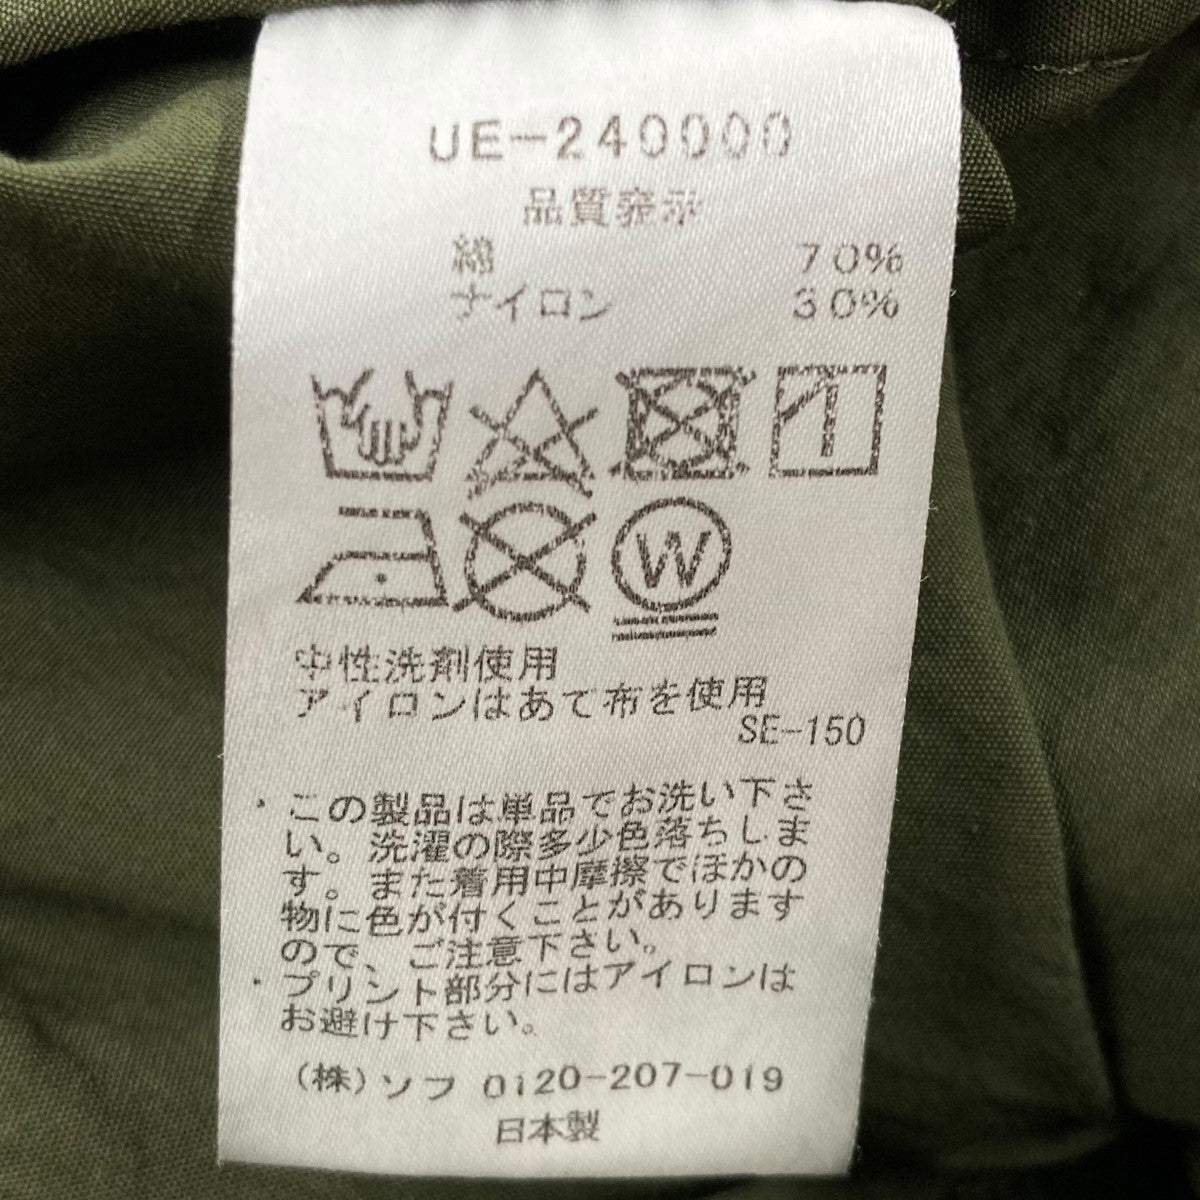 UE-240000
品質表示
綿 70%
ナイロン 30%
W
中性洗剤使用
アイロンはあて布を使用
SE-150
・この製品は単品でお洗い下さ
い。洗濯の際多少色落ちしま
す。また着用中摩擦でほかの
物に色が付くことがあります
ので、ご注意下さい。
・プリント部分にはアイロンは
お避け下さい。
(株)ソフ 0120-207-019
日本製